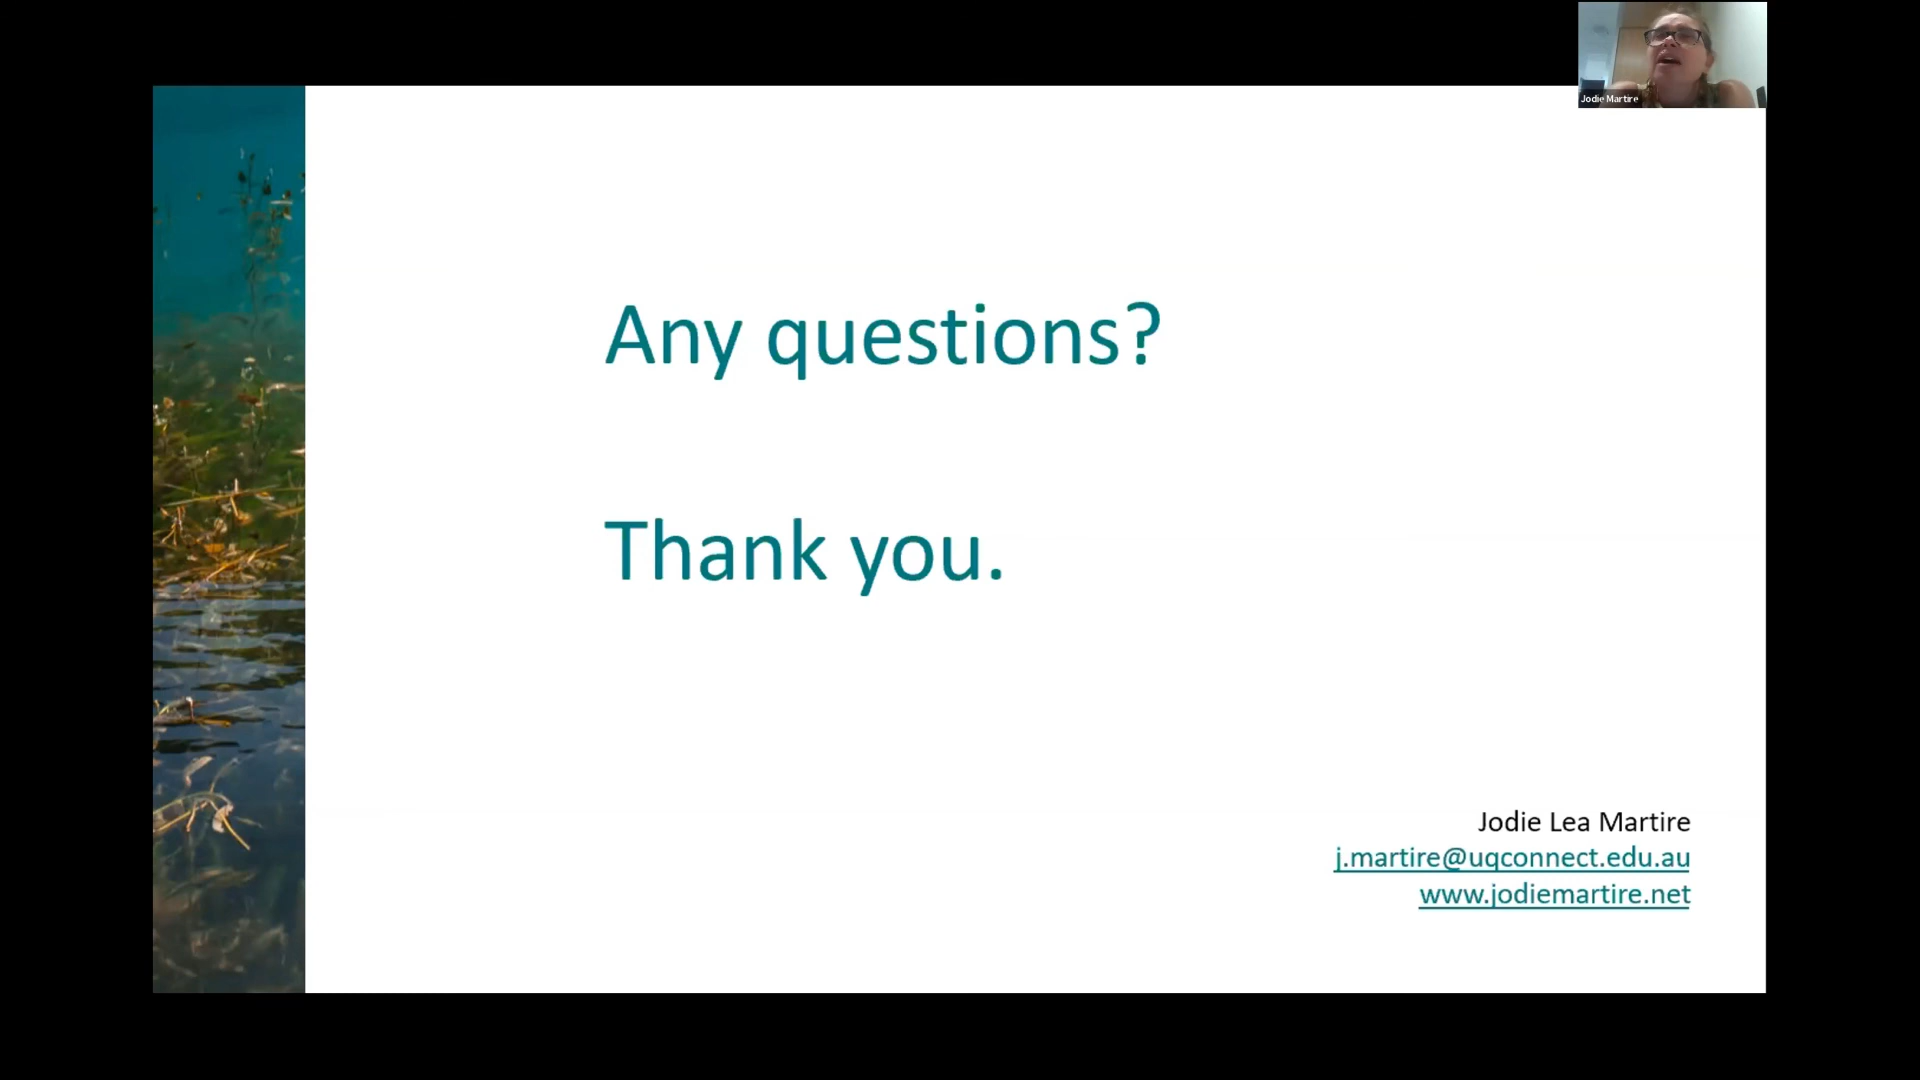 Jodie Martire
Any questions?
Thank you.
Jodie Lea Martire
j.martire@uqconnect.edu.au
www.jodiemartire.net